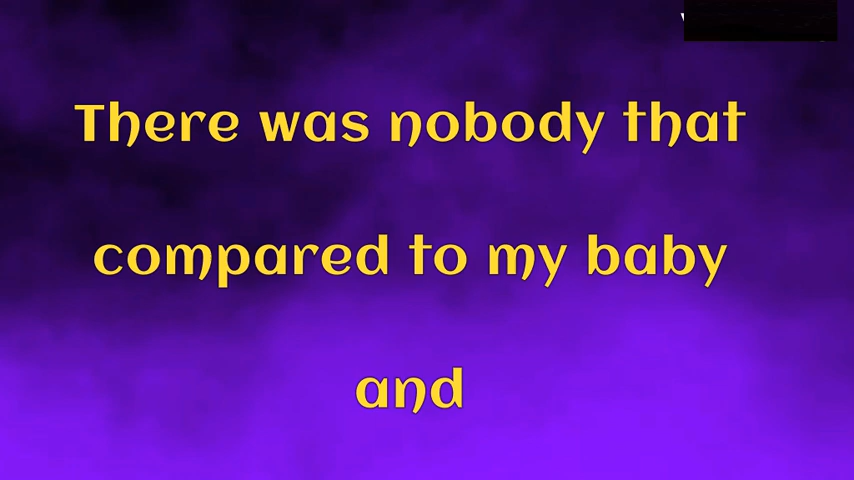 There was nobody that
compared to my baby
and